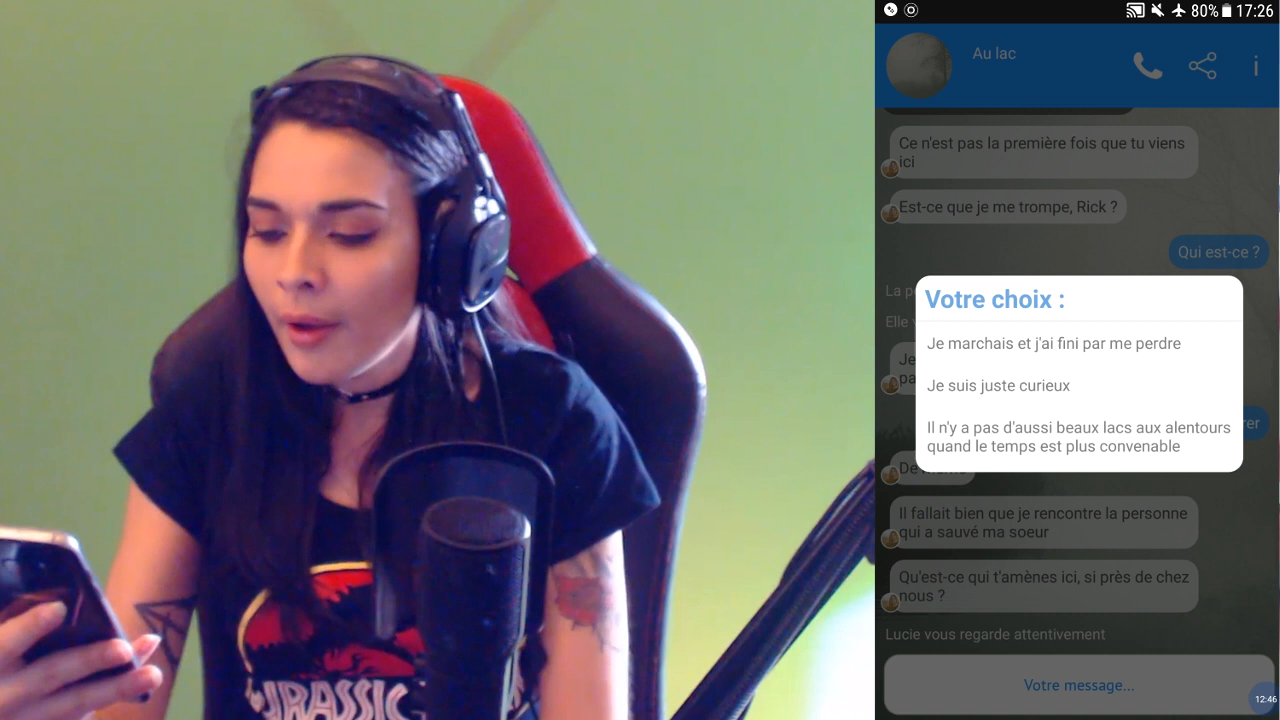 80% 17:26
Au lac
Ce n'est pas la première fois que tu viens
ici
Est-ce que je me trompe, Rick ?
Qui est-ce ?
La
Elle
Je
Votre choix :
Je marchais et j'ai fini par me perdre
Je suis juste curieux
Il n'y a pas d'aussi beaux lacs aux alentours
quand le temps est plus convenable
Il fallait bien que je rencontre la personne
qui a sauvé ma soeur
Qu'est-ce qui t'amènes ici, si près de chez
nous ?
Lucie vous regarde attentivement
Votre message...
12:46
JURASSIC